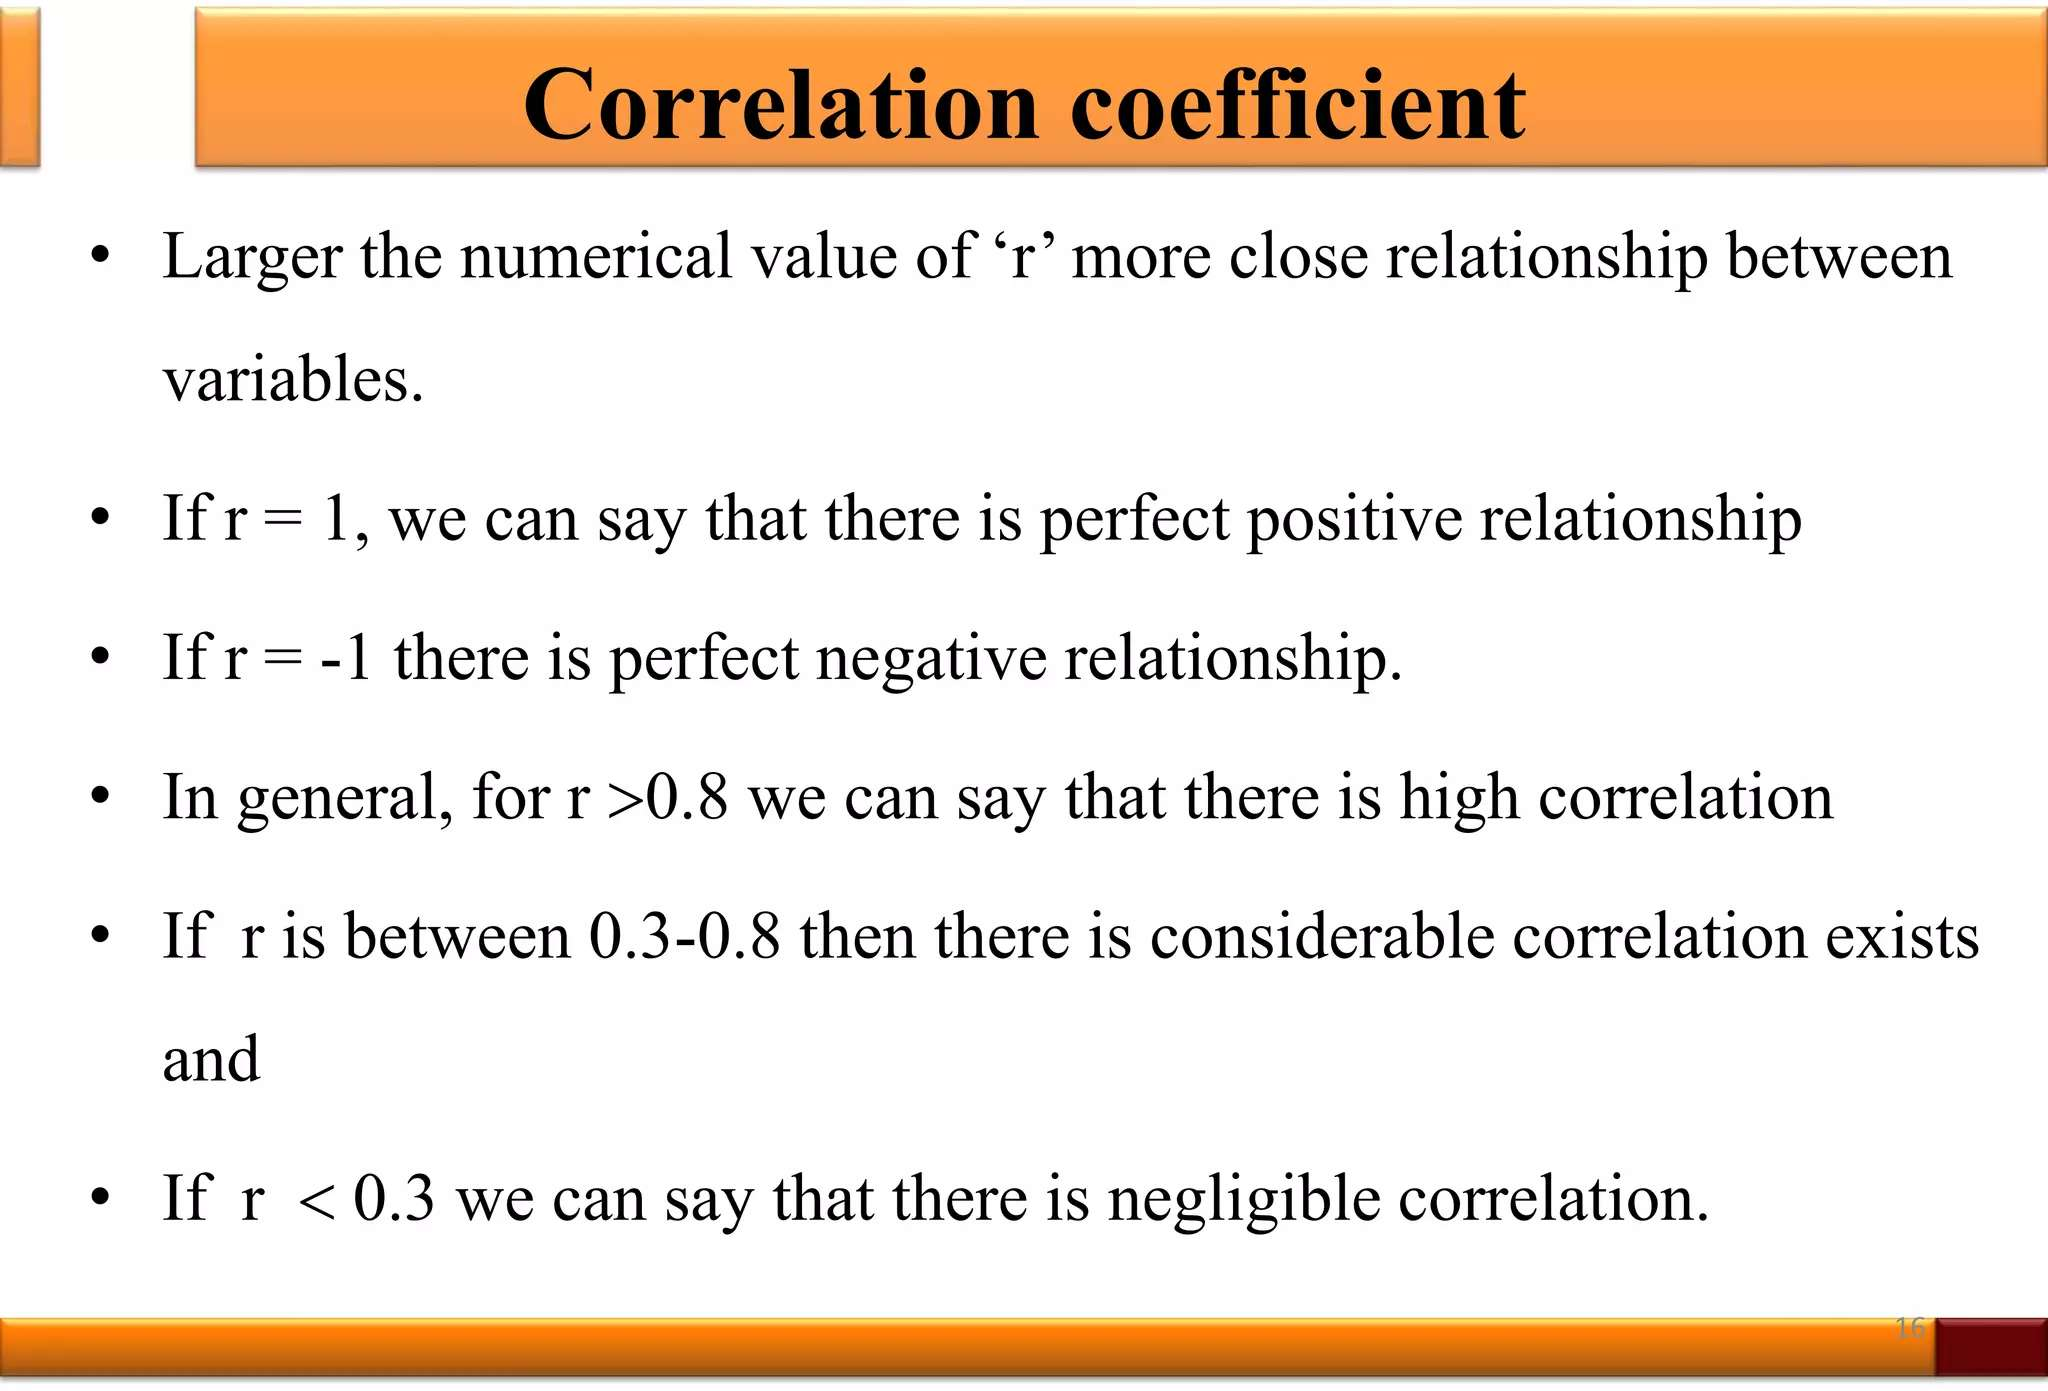 Correlation coefficient
• Larger the numerical value of ‘r’ more close relationship between
variables.
• If r = 1, we can say that there is perfect positive relationship
• If r = -1 there is perfect negative relationship.
• In general, for r >0.8 we can say that there is high correlation
• If  r is between 0.3-0.8 then there is considerable correlation exists
and
• If  r  < 0.3 we can say that there is negligible correlation.
16